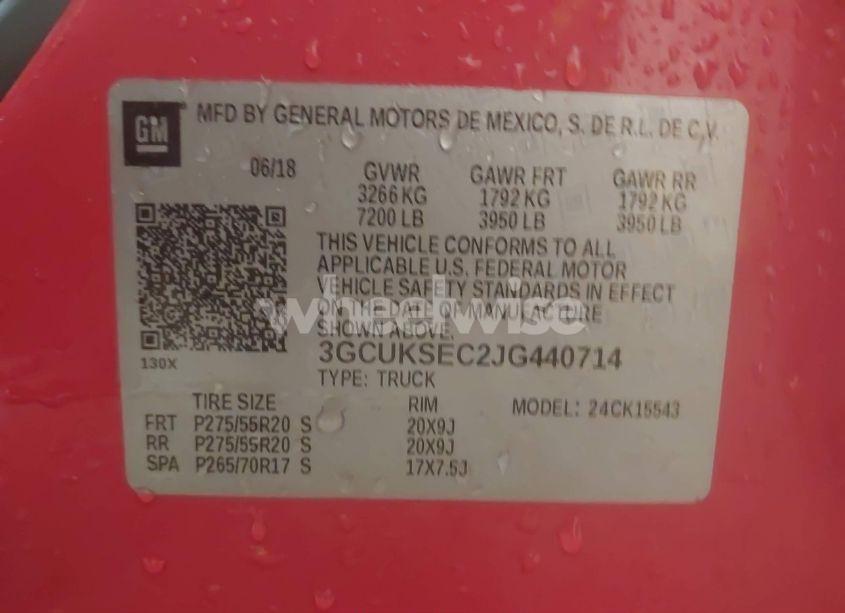 GM
MFD BY GENERAL MOTORS DE MEXICO, S. DE R.L. DE C.V.
06/18 GVWR GAWR FRT GAWR RR
3266 KG 1792 KG 1792 KG
7200 LB 3950 LB 3950 LB
THIS VEHICLE CONFORMS TO ALL
APPLICABLE U.S. FEDERAL MOTOR
VEHICLE SAFETY STANDARDS IN EFFECT
ON THE DATE OF MANUFACTURE
SHOWN ABOVE.
wheelwise
130X
3GCUKSEC2JG440714
TYPE: TRUCK
TIRE SIZE RIM MODEL: 24CK15543
FRT P275/55R20 S 20X9J
RR P275/55R20 S 20X9J
SPA P265/70R17 S 17X7.5J